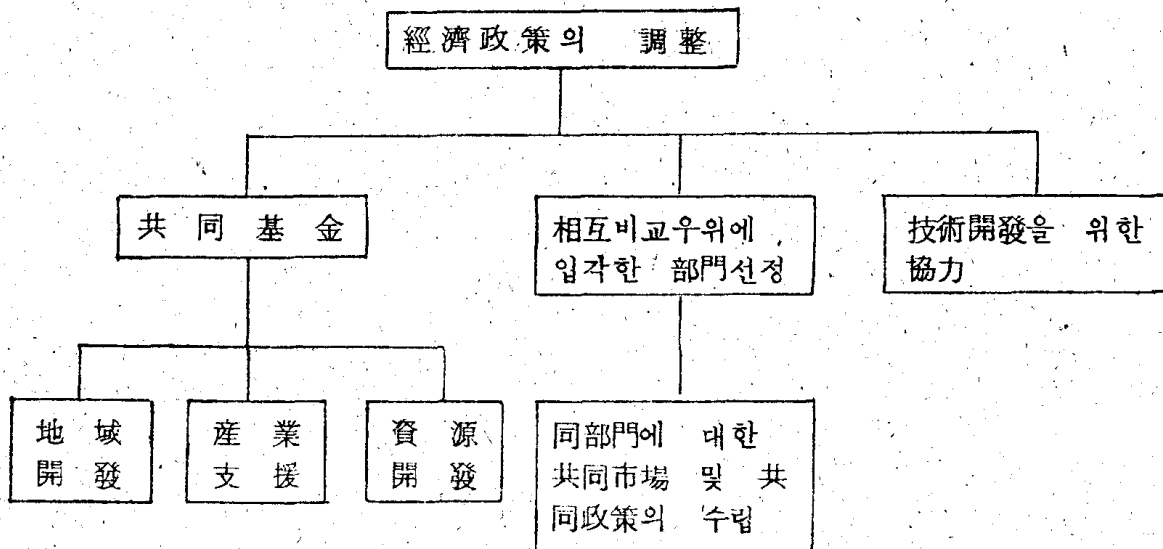 經濟政策의 調整
共同基金
相互비교우위에
입각한 部門선정
技術開發을 위한
協力
地域
開發
産業
支援
資源
開發
同部門에 대한
共同市場 및 共
同政策의 수립